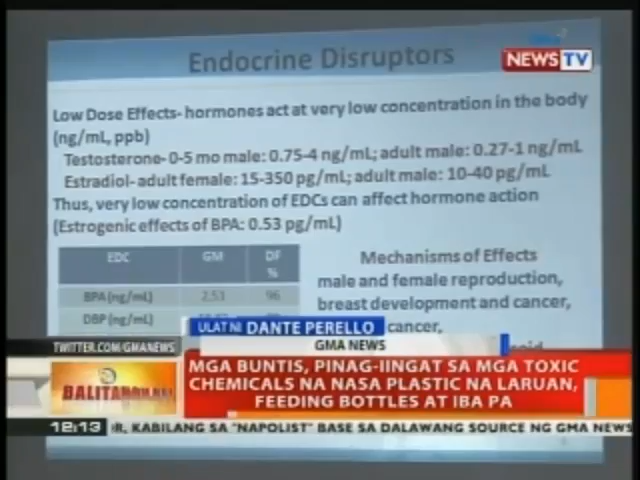 Endocrine Disruptors
NEWS TV
Low Dose Effects- hormones act at very low concentration in the body
(ng/mL, ppb)
Testosterone- 0-5 mo male: 0.75-4 ng/mL; adult male: 0.27-1 ng/mL
Estradiol- adult female: 15-350 pg/mL; adult male: 10-40 pg/mL
Thus, very low concentration of EDCs can affect hormone action
(Estrogenic effects of BPA: 0.53 pg/mL)
EDC GM DF %
BPA (ng/mL) 2.53 96
DBP (ng/mL)
Mechanisms of Effects
male and female reproduction,
breast development and cancer,
cancer,
ULAT NI DANTE PERELLO
GMA NEWS
TWITTER.COM/GMANEWS
BALITANGHALI
MGA BUNTIS, PINAG-IINGAT SA MGA TOXIC
CHEMICALS NA NASA PLASTIC NA LARUAN,
FEEDING BOTTLES AT IBA PA
12:13 R, KABILANG SA "NAPOLIST" BASE SA DALAWANG SOURCE NG GMA NEWS